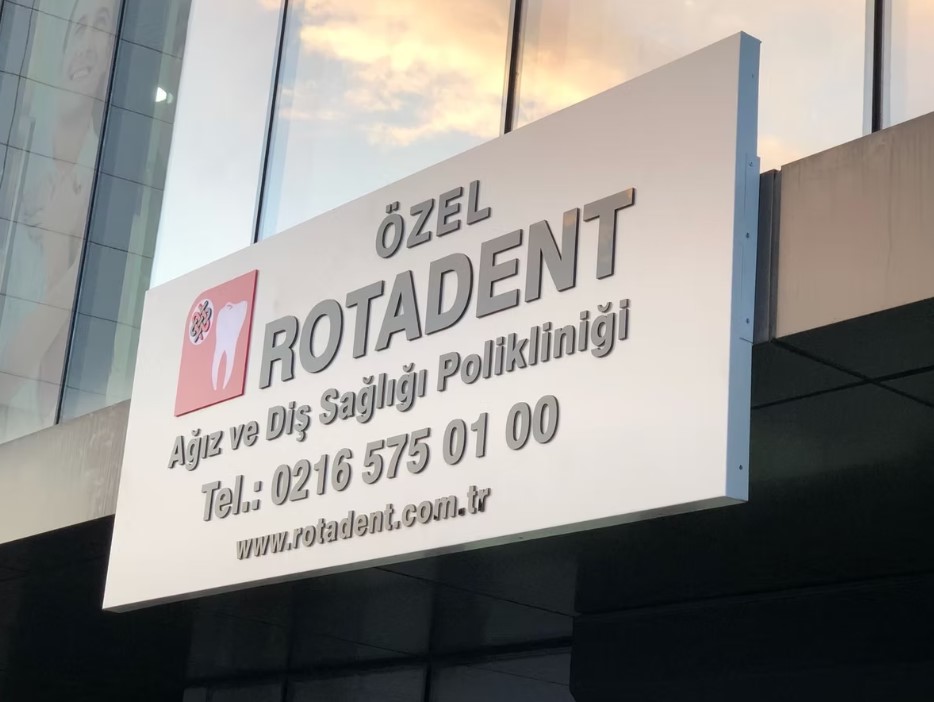 ÖZEL
ROTADENT
Ağız ve Diş Sağlığı Polikliniği
Tel.: 0216 575 01 00
www.rotadent.com.tr